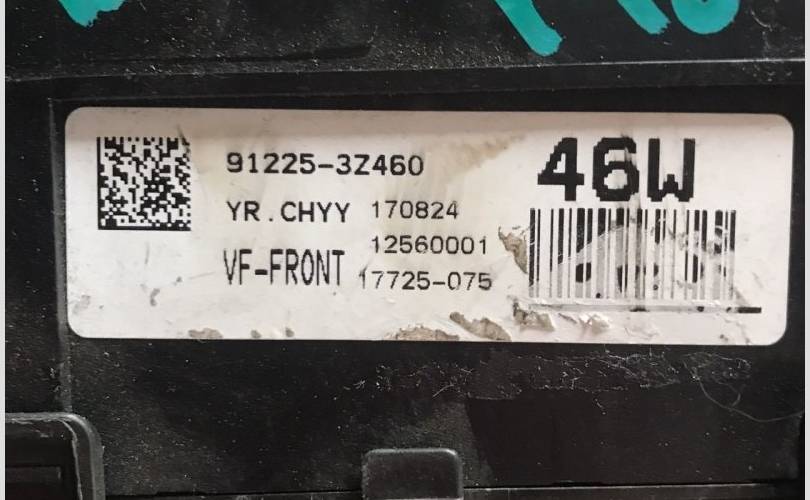 91225-3Z460
46W
YR.CHYY 170824
12560001
VF-FRONT 17725-075